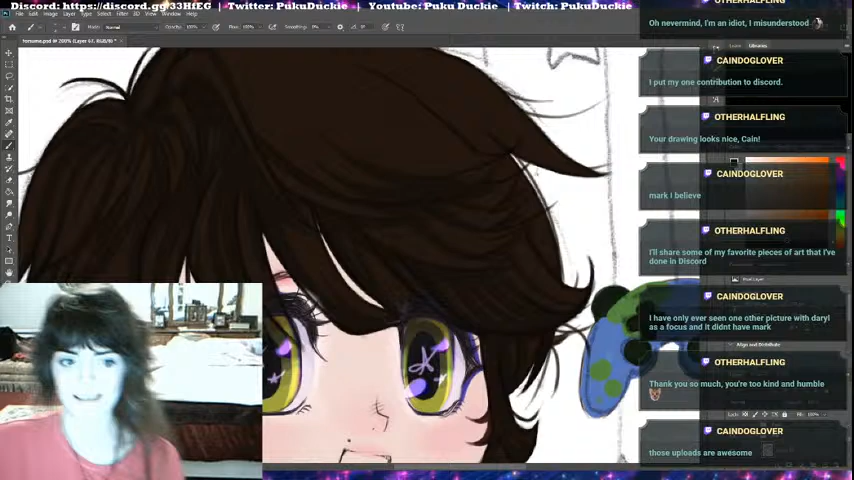 Discord: https://discord.gg/33HfEG | Twitter: PukuDuckie | Youtube: Puku Duckie | Twitch: PukuDuckie
Oh nevermind, I'm an idiot, I misunderstood
CAINDOGLOVER
I put my one contribution to discord.
OTHERHALFLING
Your drawing looks nice, Cain!
CAINDOGLOVER
mark I believe
OTHERHALFLING
I'll share some of my favorite pieces of art that I've
done in Discord
CAINDOGLOVER
I have only ever seen one other picture with daryl
as a focus and it didnt have mark
Align and Distribute
OTHERHALFLING
Thank you so much, you're too kind and humble
CAINDOGLOVER
those uploads are awesome